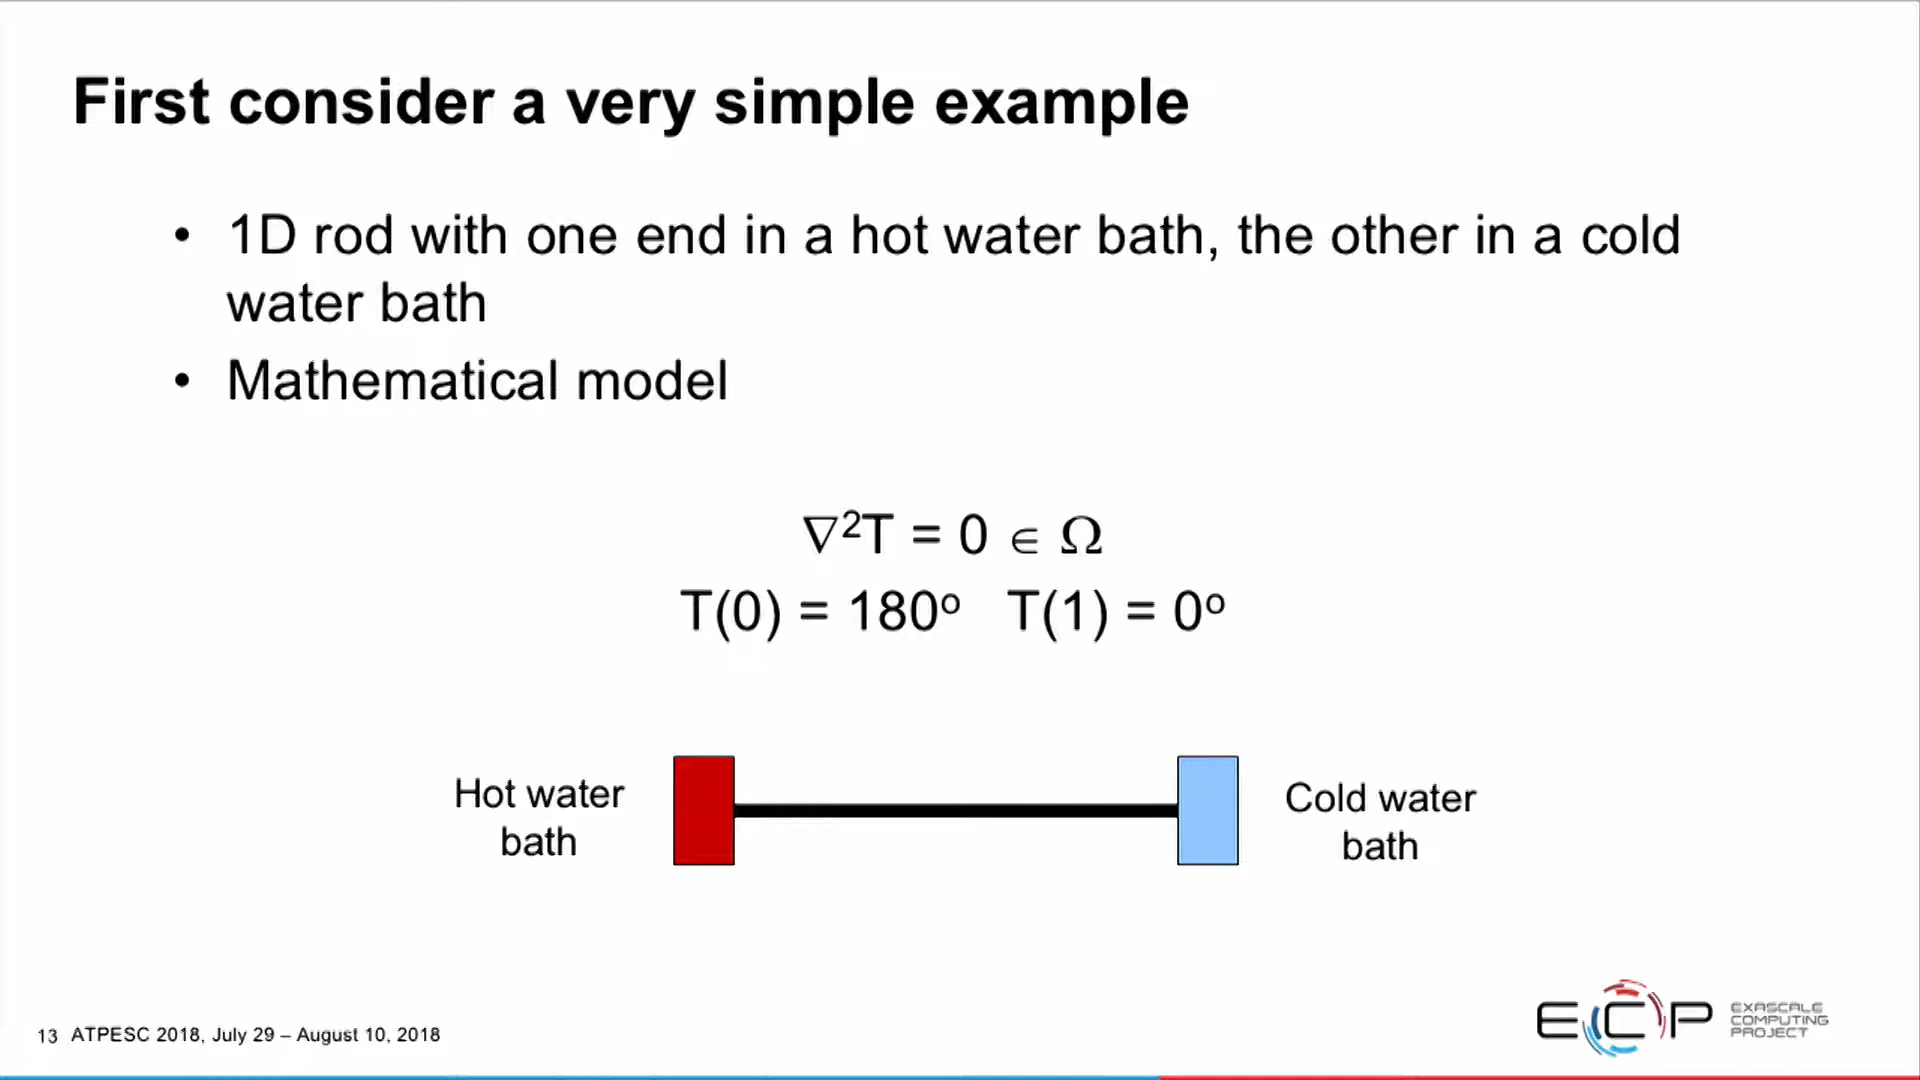 First consider a very simple example
• 1D rod with one end in a hot water bath, the other in a cold
water bath
• Mathematical model
∇²T = 0 ∈ Ω
T(0) = 180º T(1) = 0º
Hot water
bath
Cold water
bath
13 ATPESC 2018, July 29 – August 10, 2018
ECP
EXASCALE
COMPUTING
PROJECT